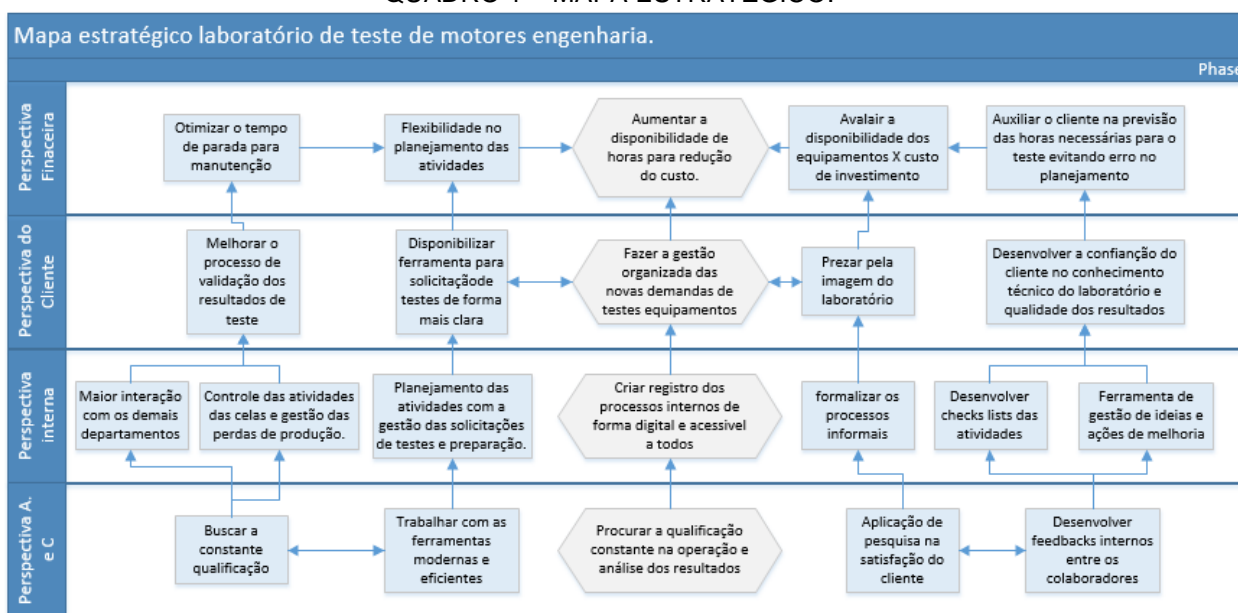 Mapa estratégico laboratório de teste de motores engenharia.
Phase
Perspectiva
Finaceira
Otimizar o tempo
de parada para
manutenção
Flexibilidade no
planejamento das
atividades
Aumentar a
disponibilidade de
horas para redução
do custo.
Avalair a
disponibilidade dos
equipamentos X custo
de investimento
Auxiliar o cliente na previsão
das horas necessárias para o
teste evitando erro no
planejamento
Perspectiva do
Cliente
Melhorar o
processo de
validação dos
resultados de
teste
Disponibilizar
ferramenta para
solicitaçãode
testes de forma
mais clara
Fazer a gestão
organizada das
novas demandas de
testes equipamentos
Prezar pela
imagem do
laboratório
Desenvolver a confianção do
cliente no conhecimento
técnico do laboratório e
qualidade dos resultados
Perspectiva
interna
Maior interação
com os demais
departamentos
Controle das atividades
das celas e gestão das
perdas de produção.
Planejamento das
atividades com a
gestão das solicitações
de testes e preparação.
Criar registro dos
processos internos de
forma digital e acessivel
a todos
formalizar os
processos
informais
Desenvolver
checks lists das
atividades
Ferramenta de
gestão de ideias e
ações de melhoria
Perspectiva A.
e C
Buscar a
constante
qualificação
Trabalhar com as
ferramentas
modernas e
eficientes
Procurar a qualificação
constante na operação e
análise dos resultados
Aplicação de
pesquisa na
satisfação do
cliente
Desenvolver
feedbacks internos
entre os
colaboradores